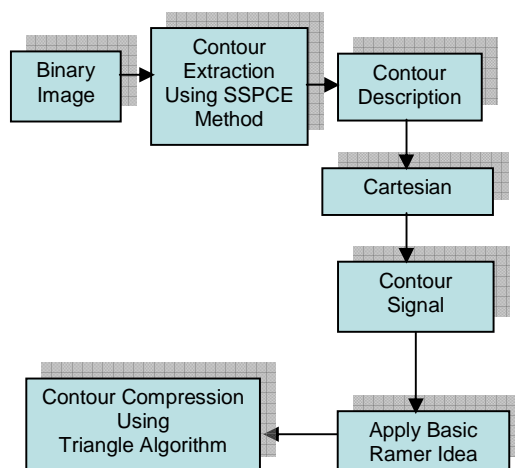 Binary
Image
Contour
Extraction
Using SSPCE
Method
Contour
Description
Cartesian
Contour
Signal
Apply Basic
Ramer Idea
Contour Compression
Using
Triangle Algorithm